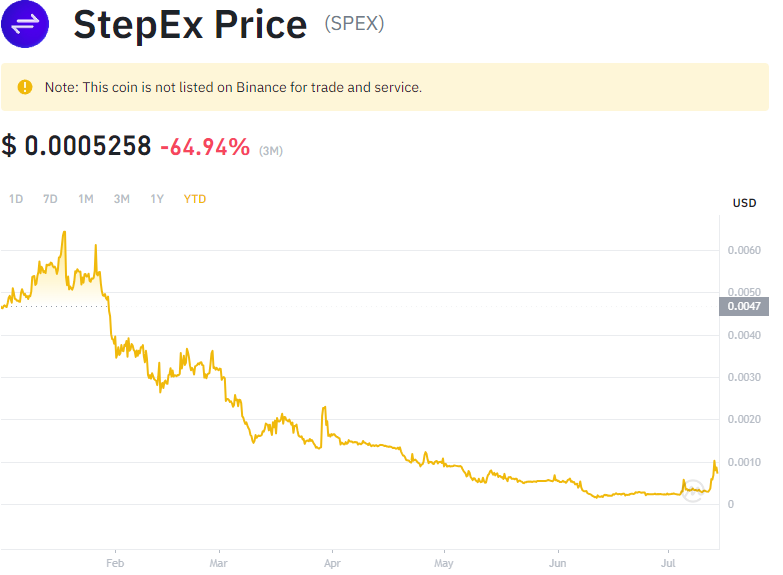 StepEx Price (SPEX)
Note: This coin is not listed on Binance for trade and service.
$ 0.0005258 -64.94% (3M)
1D 7D 1M 3M 1Y YTD
USD
0.0060
0.0050
0.0047
0.0040
0.0030
0.0020
0.0010
0
Feb Mar Apr May Jun Jul